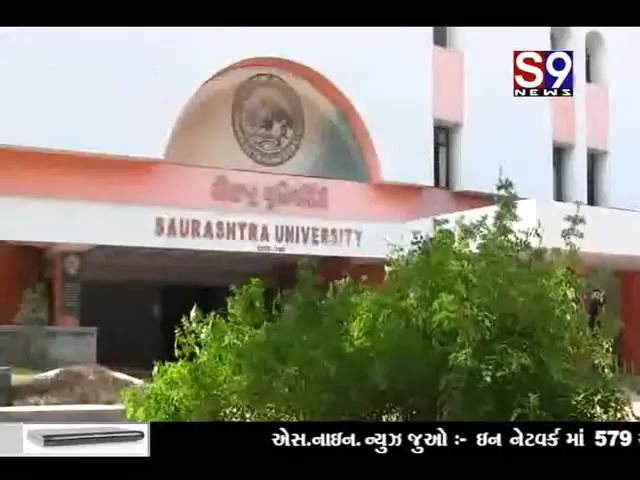 S9
NEWS
સૌરાષ્ટ્ર યુનિવર્સિટી
SAURASHTRA UNIVERSITY
એસ.નાઇન. ન્યુઝ જુઓ :- ઇન નેટવર્ક માં 579